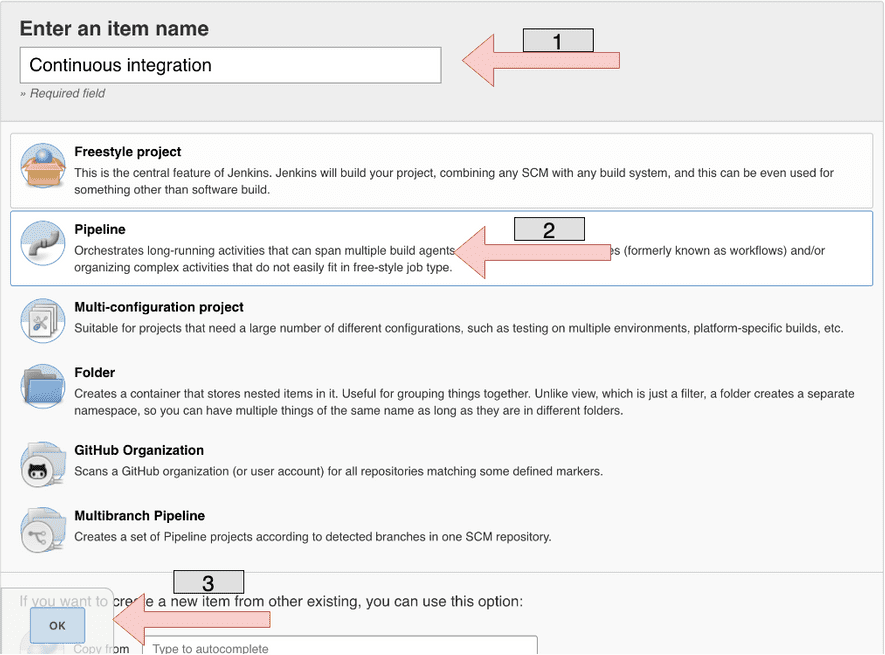 Enter an item name
1
Continuous integration
» Required field
Freestyle project
This is the central feature of Jenkins. Jenkins will build your project, combining any SCM with any build system, and this can be even used for
something other than software build.
Pipeline
2
Orchestrates long-running activities that can span multiple build agents (formerly known as workflows) and/or
organizing complex activities that do not easily fit in free-style job type.
Multi-configuration project
Suitable for projects that need a large number of different configurations, such as testing on multiple environments, platform-specific builds, etc.
Folder
Creates a container that stores nested items in it. Useful for grouping things together. Unlike view, which is just a filter, a folder creates a separate
namespace, so you can have multiple things of the same name as long as they are in different folders.
GitHub Organization
Scans a GitHub organization (or user account) for all repositories matching some defined markers.
Multibranch Pipeline
Creates a set of Pipeline projects according to detected branches in one SCM repository.
3
If you want to create a new item from other existing, you can use this option:
OK
Copy from
Type to autocomplete